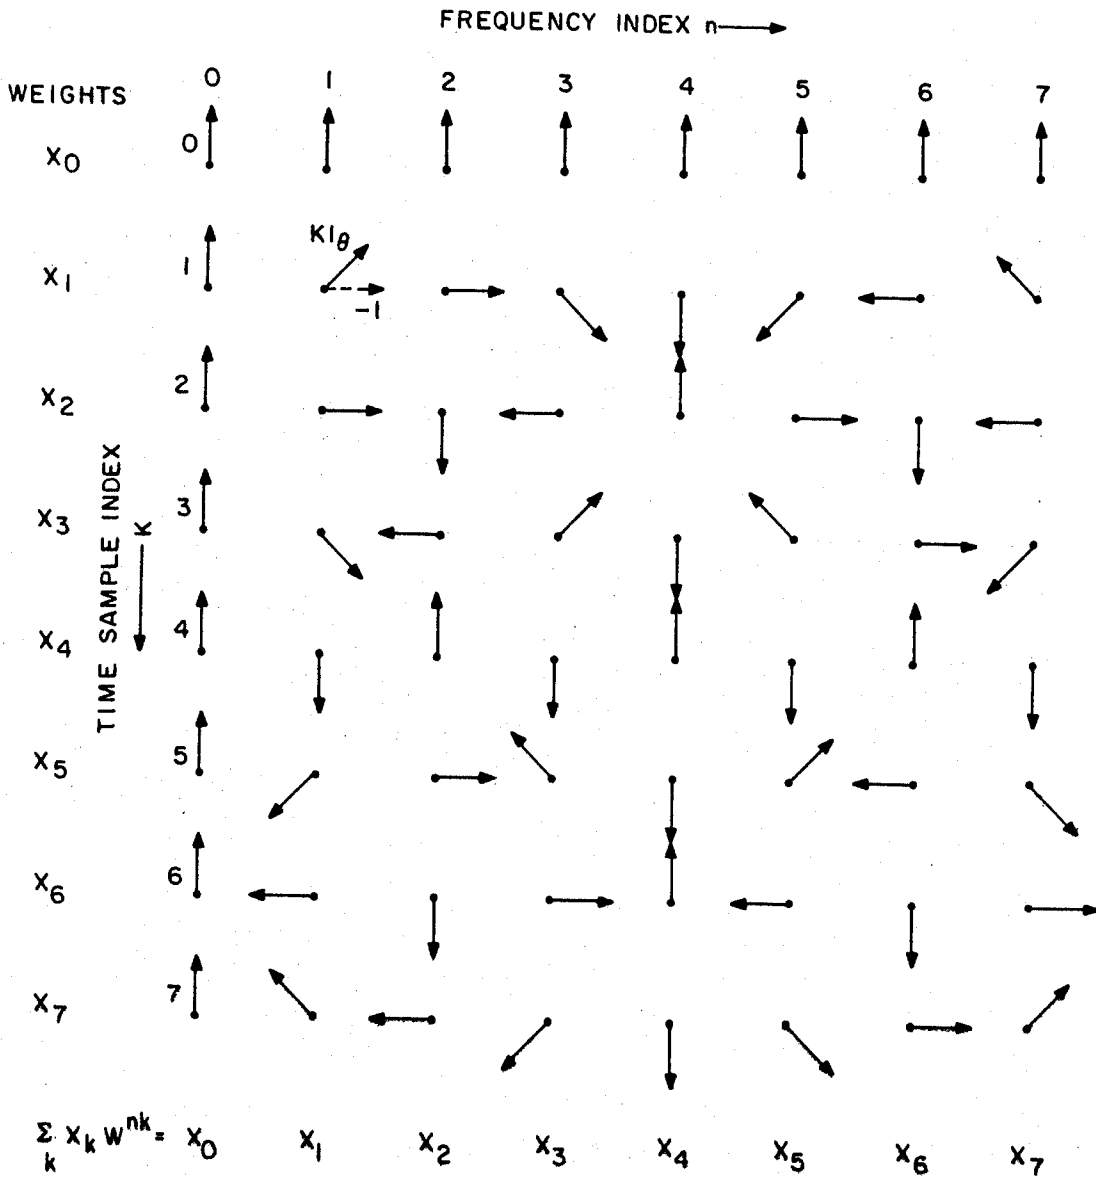 FREQUENCY INDEX n
0 1 2 3 4 5 6 7
WEIGHTS
X0 0
X1 1 K|θ
-1
X2 2
X3 3
X4 4
X5 5
X6 6
X7 7
TIME SAMPLE INDEX K
Σk Xk W^nk = X0 X1 X2 X3 X4 X5 X6 X7